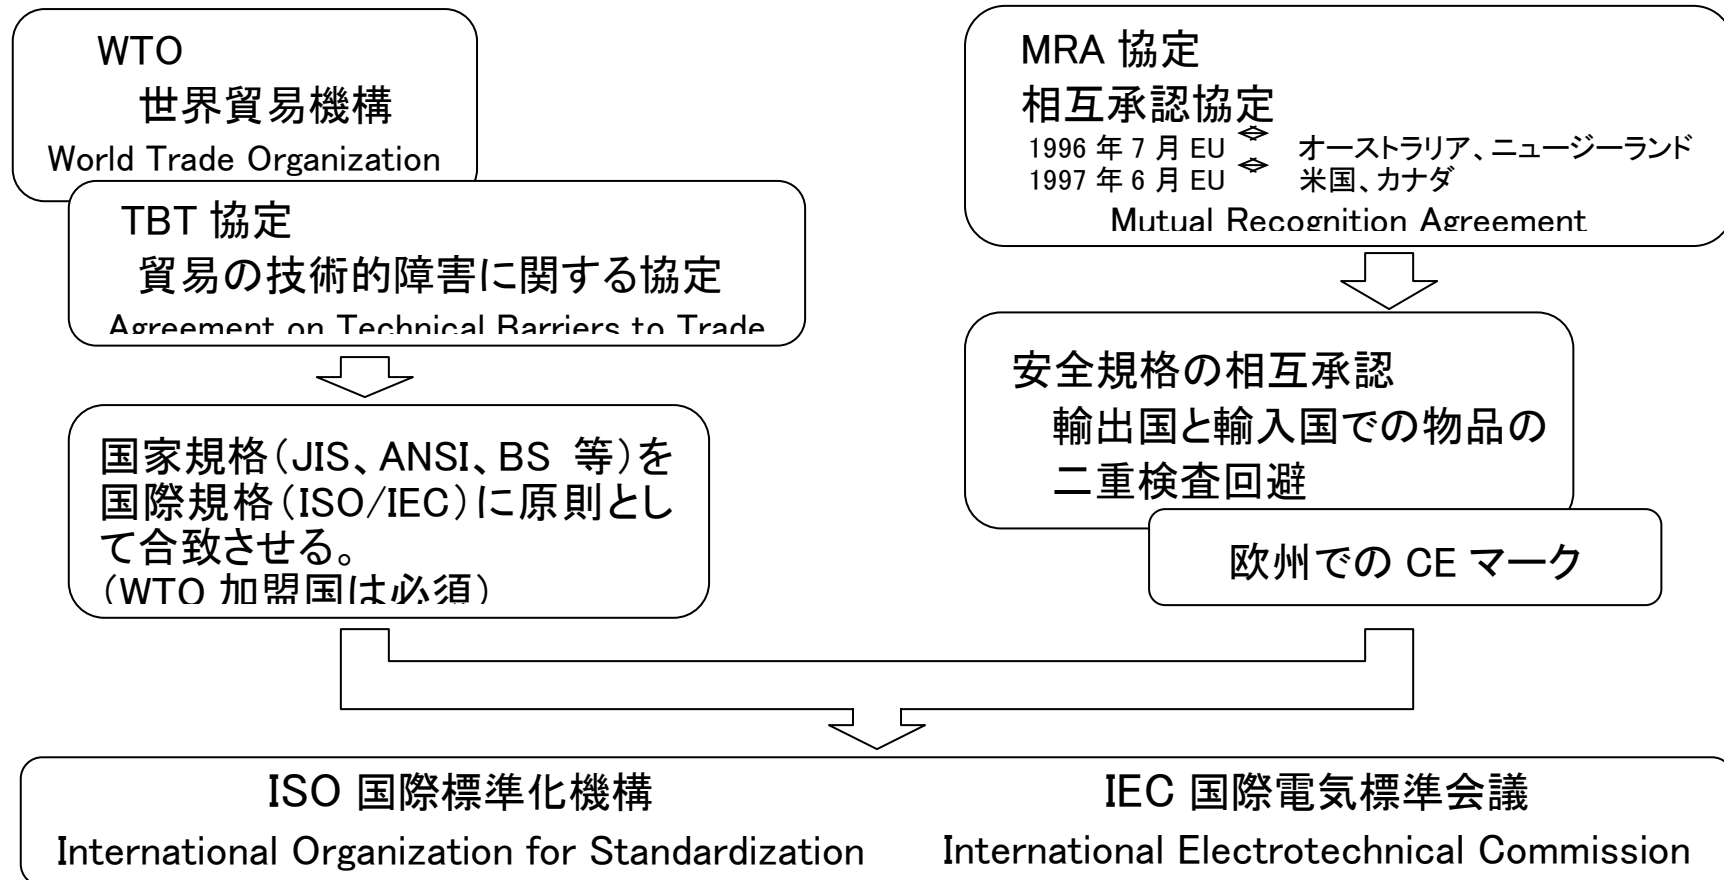 WTO
世界貿易機構
World Trade Organization
TBT 協定
貿易の技術的障害に関する協定
Agreement on Technical Barriers to Trade
国家規格(JIS、ANSI、BS 等)を
国際規格(ISO/IEC)に原則とし
て合致させる。
(WTO 加盟国は必須)
MRA 協定
相互承認協定
1996 年 7 月 EU ⇔ オーストラリア、ニュージーランド
1997 年 6 月 EU ⇔ 米国、カナダ
Mutual Recognition Agreement
安全規格の相互承認
輸出国と輸入国での物品の
二重検査回避
欧州での CE マーク
ISO 国際標準化機構
International Organization for Standardization
IEC 国際電気標準会議
International Electrotechnical Commission